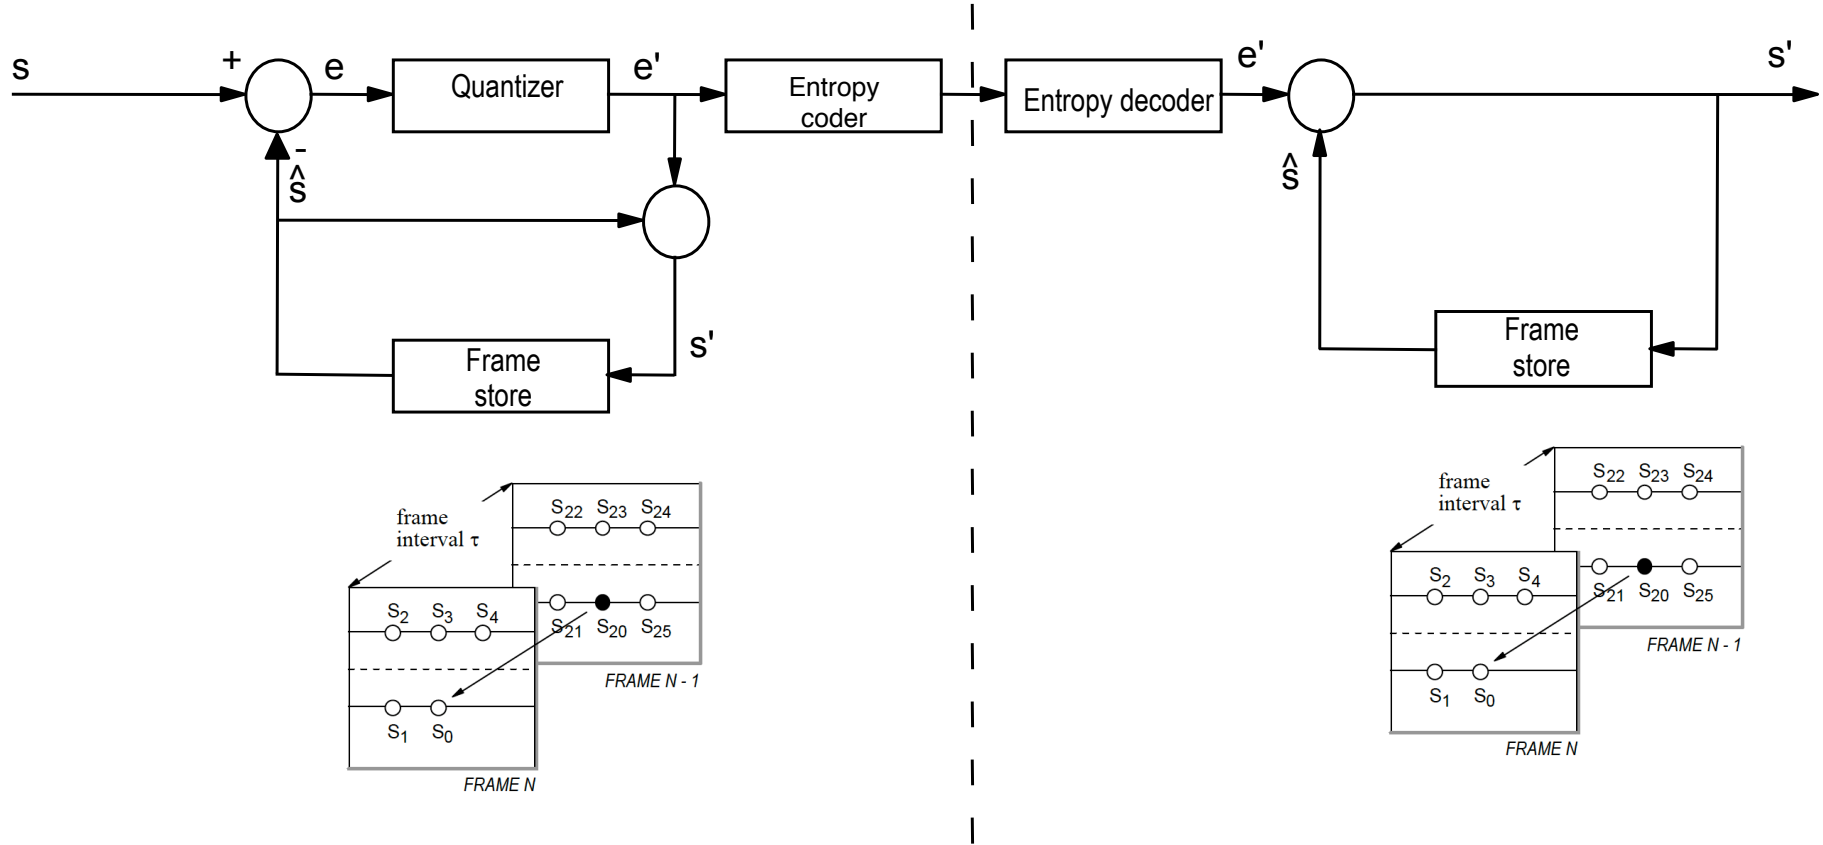 s
+
e
Quantizer
e'
Entropy
coder
Entropy decoder
e'
s'
-
ŝ
ŝ
s'
Frame
store
Frame
store
frame
interval τ
S22 S23 S24
S21 S20 S25
FRAME N - 1
S2 S3 S4
S1 S0
FRAME N
frame
interval τ
S22 S23 S24
S21 S20 S25
FRAME N - 1
S2 S3 S4
S1 S0
FRAME N